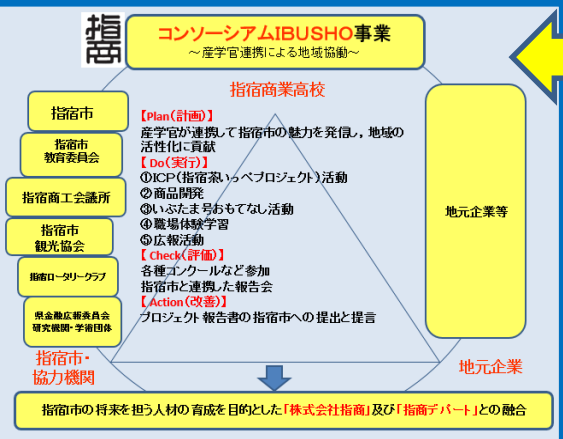 指商
コンソーシアムIBUSHO事業
～産学官連携による地域協働～
指宿商業高校
指宿市
指宿市
教育委員会
指宿商工会議所
指宿市
観光協会
指宿ロータリークラブ
県金融広報委員会
研究機関・学術団体
指宿市・
協力機関
【Plan(計画)】
産学官が連携して指宿市の魅力を発信し，地域の
活性化に貢献
【Do(実行)】
①ICP(指宿茶いっぺプロジェクト)活動
②商品開発
③いぶたま号おもてなし活動
④職場体験学習
⑤広報活動
【Check(評価)】
各種コンクールなど参加
指宿市と連携した報告会
【Action(改善)】
プロジェクト報告書の指宿市への提出と提言
地元企業等
地元企業
指宿市の将来を担う人材の育成を目的とした「株式会社指商」及び「指商デパート」との融合